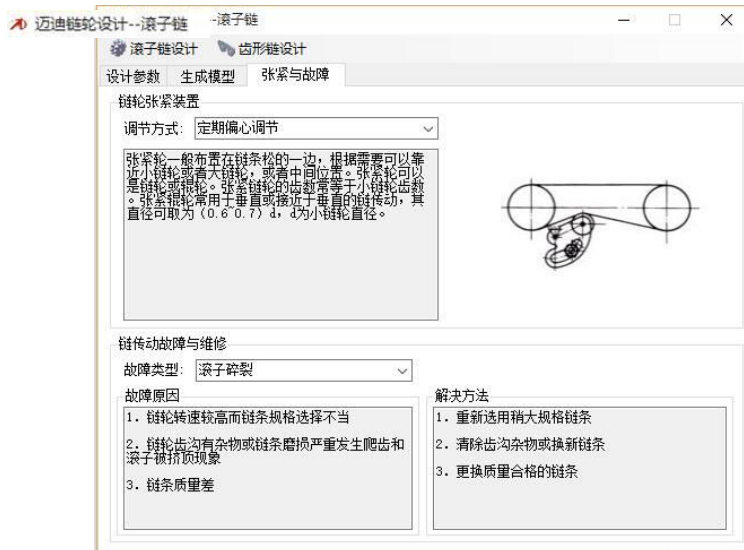 迈迪链轮设计--滚子链
--滚子链
滚子链设计 齿形链设计
设计参数 生成模型 张紧与故障
链轮张紧装置
调节方式: 定期偏心调节
张紧轮一般布置在链条松的一边，根据需要可以靠
近小链轮或者大链轮，或者中间位置。张紧轮可以
是链轮或辊轮。张紧链轮的齿数常等于小链轮齿数
。张紧辊轮常用于垂直或接近于垂直的链传动，其
直径可取为（0.6~0.7）d，d为小链轮直径。
链传动故障与维修
故障类型: 滚子碎裂
故障原因
1. 链轮转速较高而链条规格选择不当
2. 链轮齿沟有杂物或链条磨损严重发生爬齿和
滚子被挤顶现象
3. 链条质量差
解决方法
1. 重新选用稍大规格链条
2. 清除齿沟杂物或换新链条
3. 更换质量合格的链条